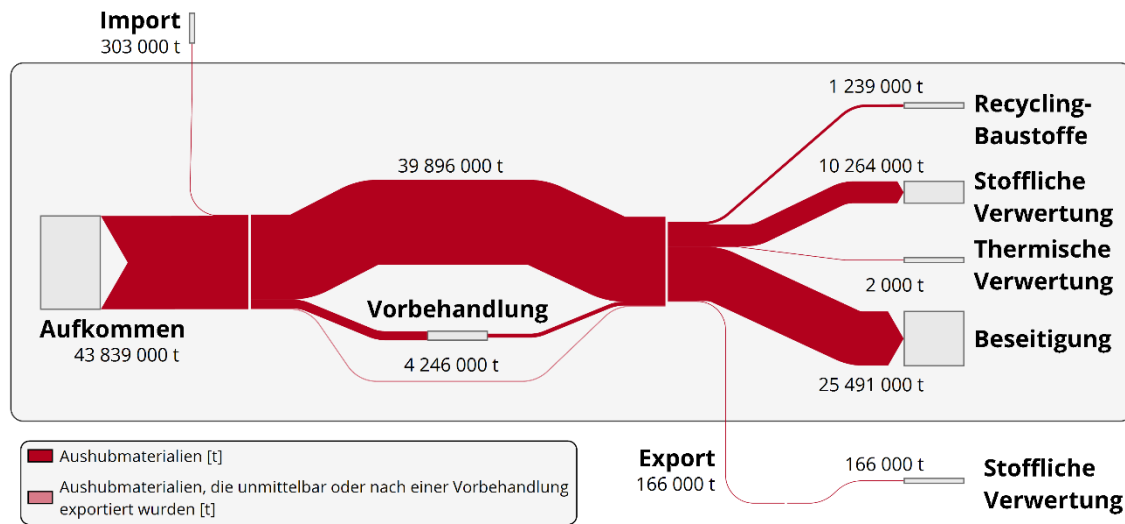 Import
303 000 t
1 239 000 t
Recycling-
Baustoffe
39 896 000 t
10 264 000 t
Stoffliche
Verwertung
Thermische
Verwertung
2 000 t
Vorbehandlung
4 246 000 t
Aufkommen
43 839 000 t
Beseitigung
25 491 000 t
Aushubmaterialien [t]
Aushubmaterialien, die unmittelbar oder nach einer Vorbehandlung
exportiert wurden [t]
Export
166 000 t
166 000 t
Stoffliche
Verwertung